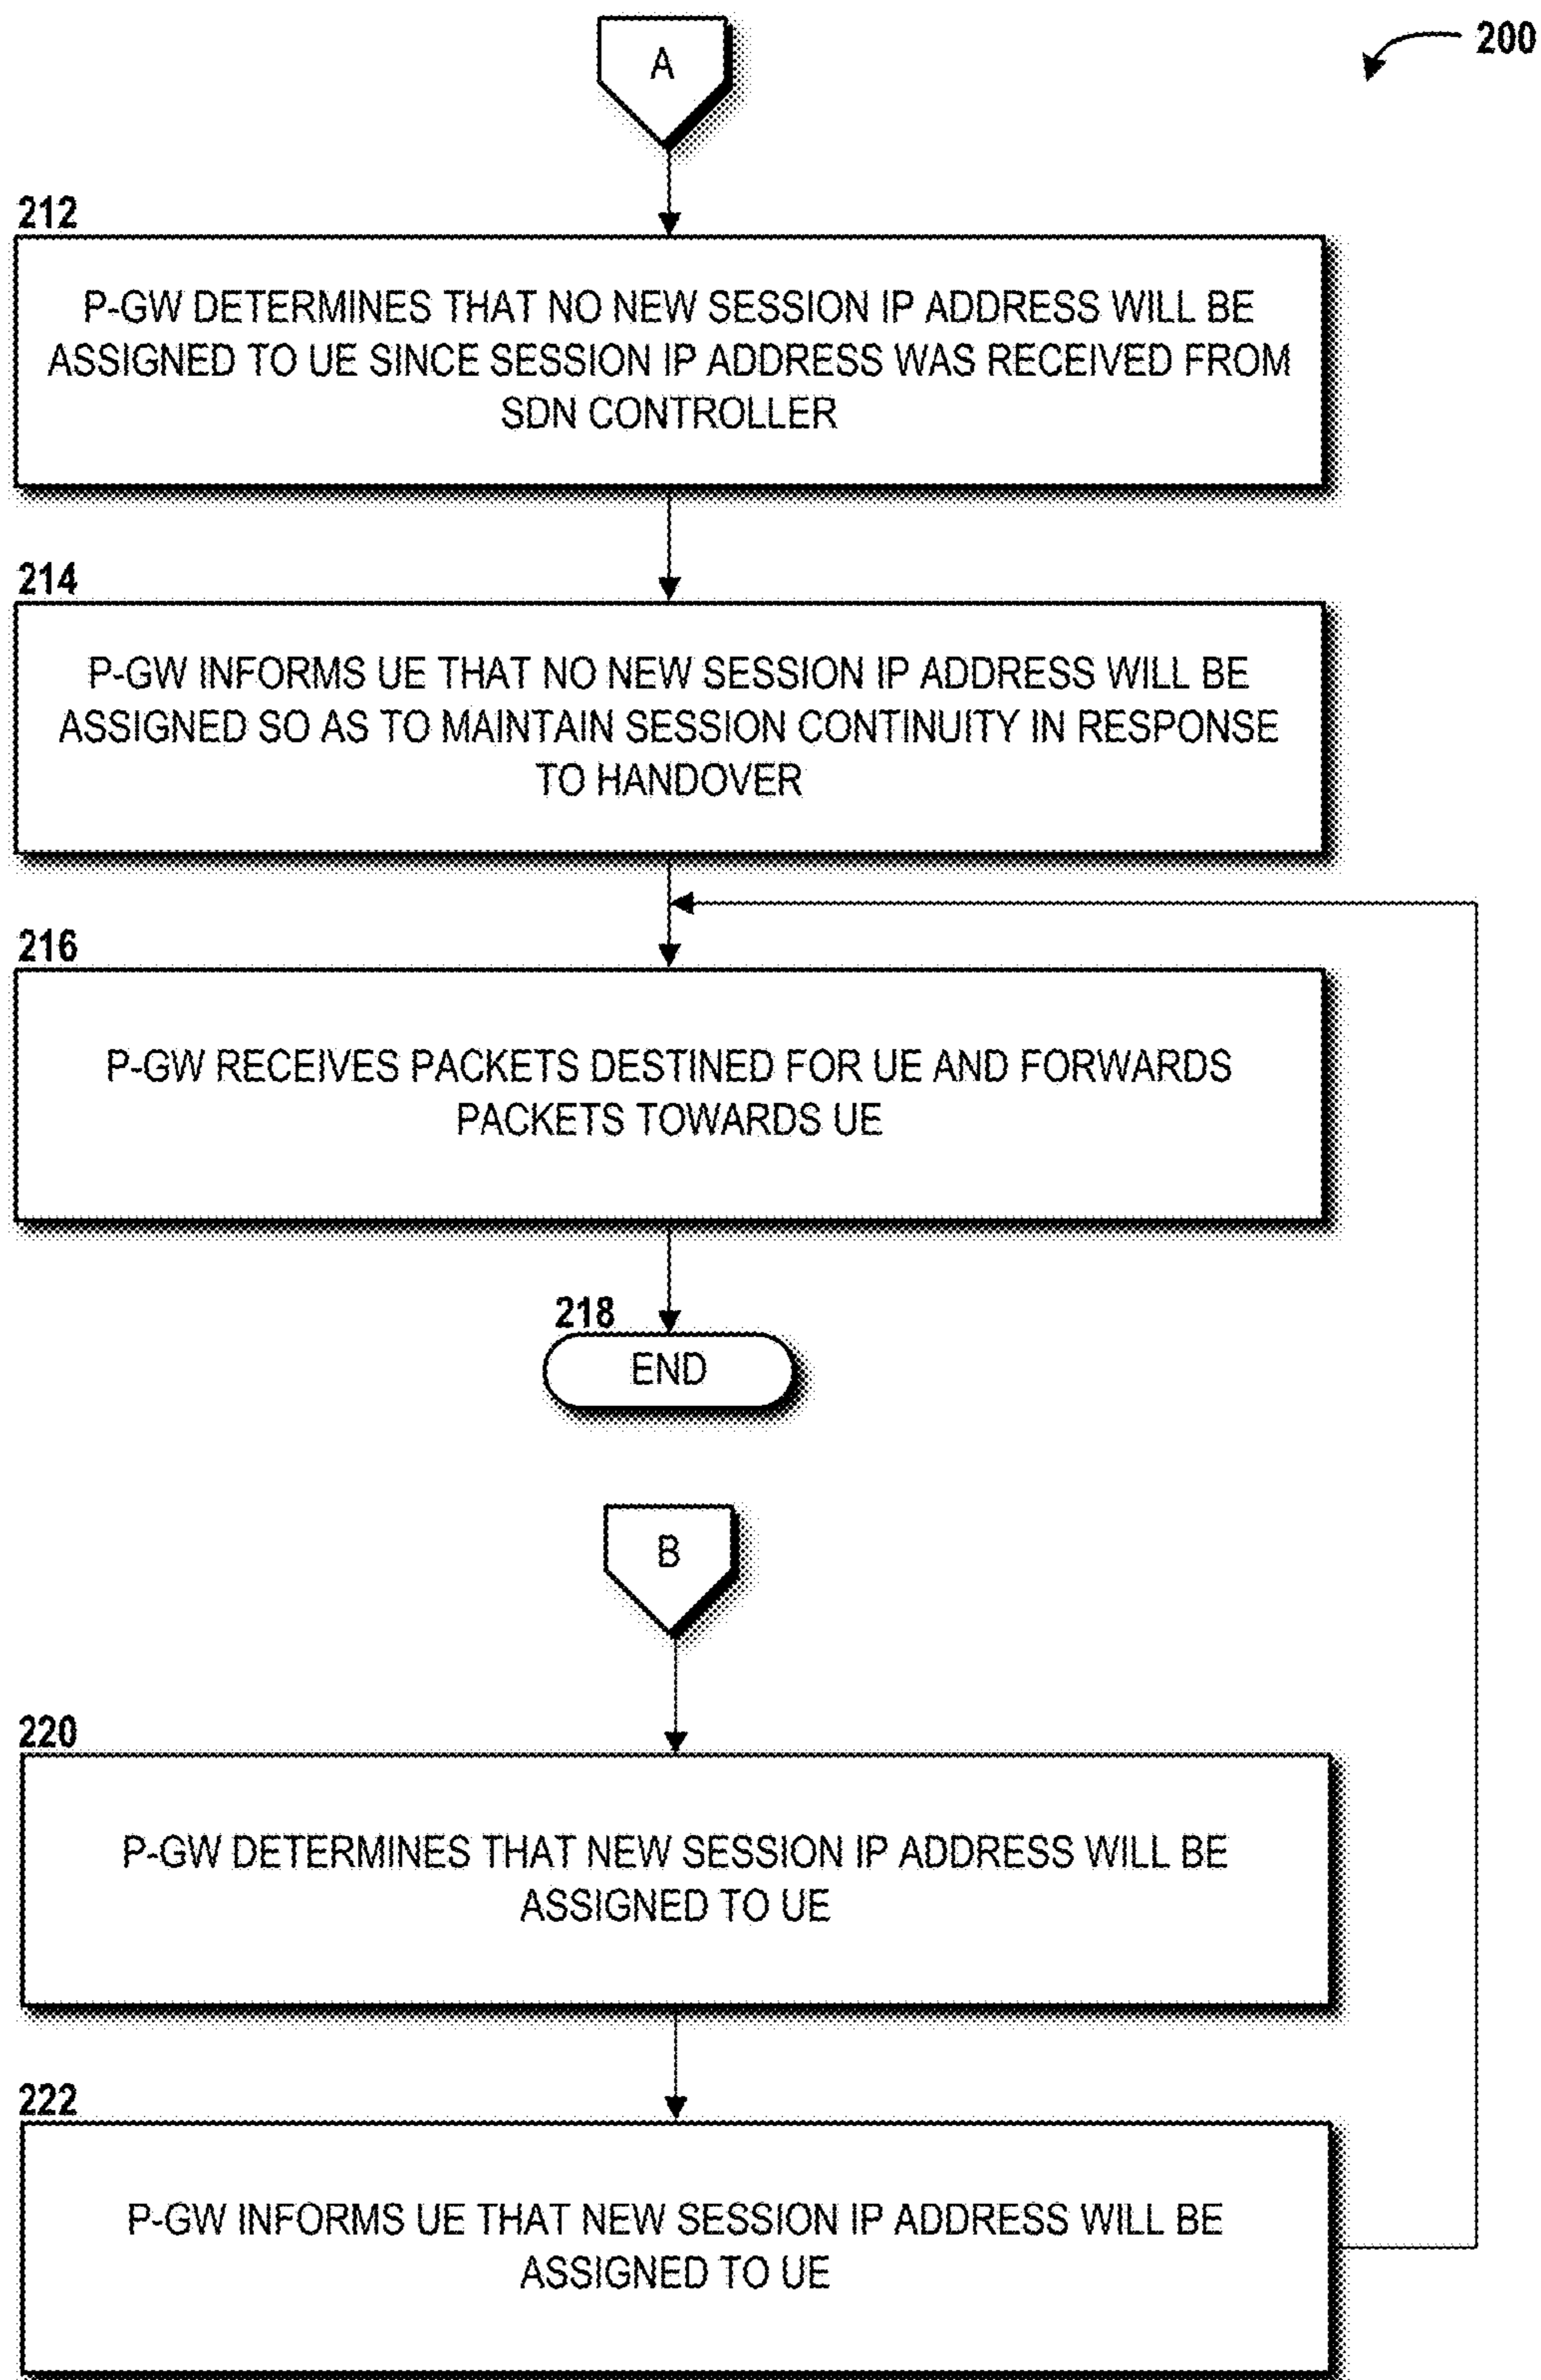 A
200
212
P-GW DETERMINES THAT NO NEW SESSION IP ADDRESS WILL BE
ASSIGNED TO UE SINCE SESSION IP ADDRESS WAS RECEIVED FROM
SDN CONTROLLER
214
P-GW INFORMS UE THAT NO NEW SESSION IP ADDRESS WILL BE
ASSIGNED SO AS TO MAINTAIN SESSION CONTINUITY IN RESPONSE
TO HANDOVER
216
P-GW RECEIVES PACKETS DESTINED FOR UE AND FORWARDS
PACKETS TOWARDS UE
218
END
B
220
P-GW DETERMINES THAT NEW SESSION IP ADDRESS WILL BE
ASSIGNED TO UE
222
P-GW INFORMS UE THAT NEW SESSION IP ADDRESS WILL BE
ASSIGNED TO UE